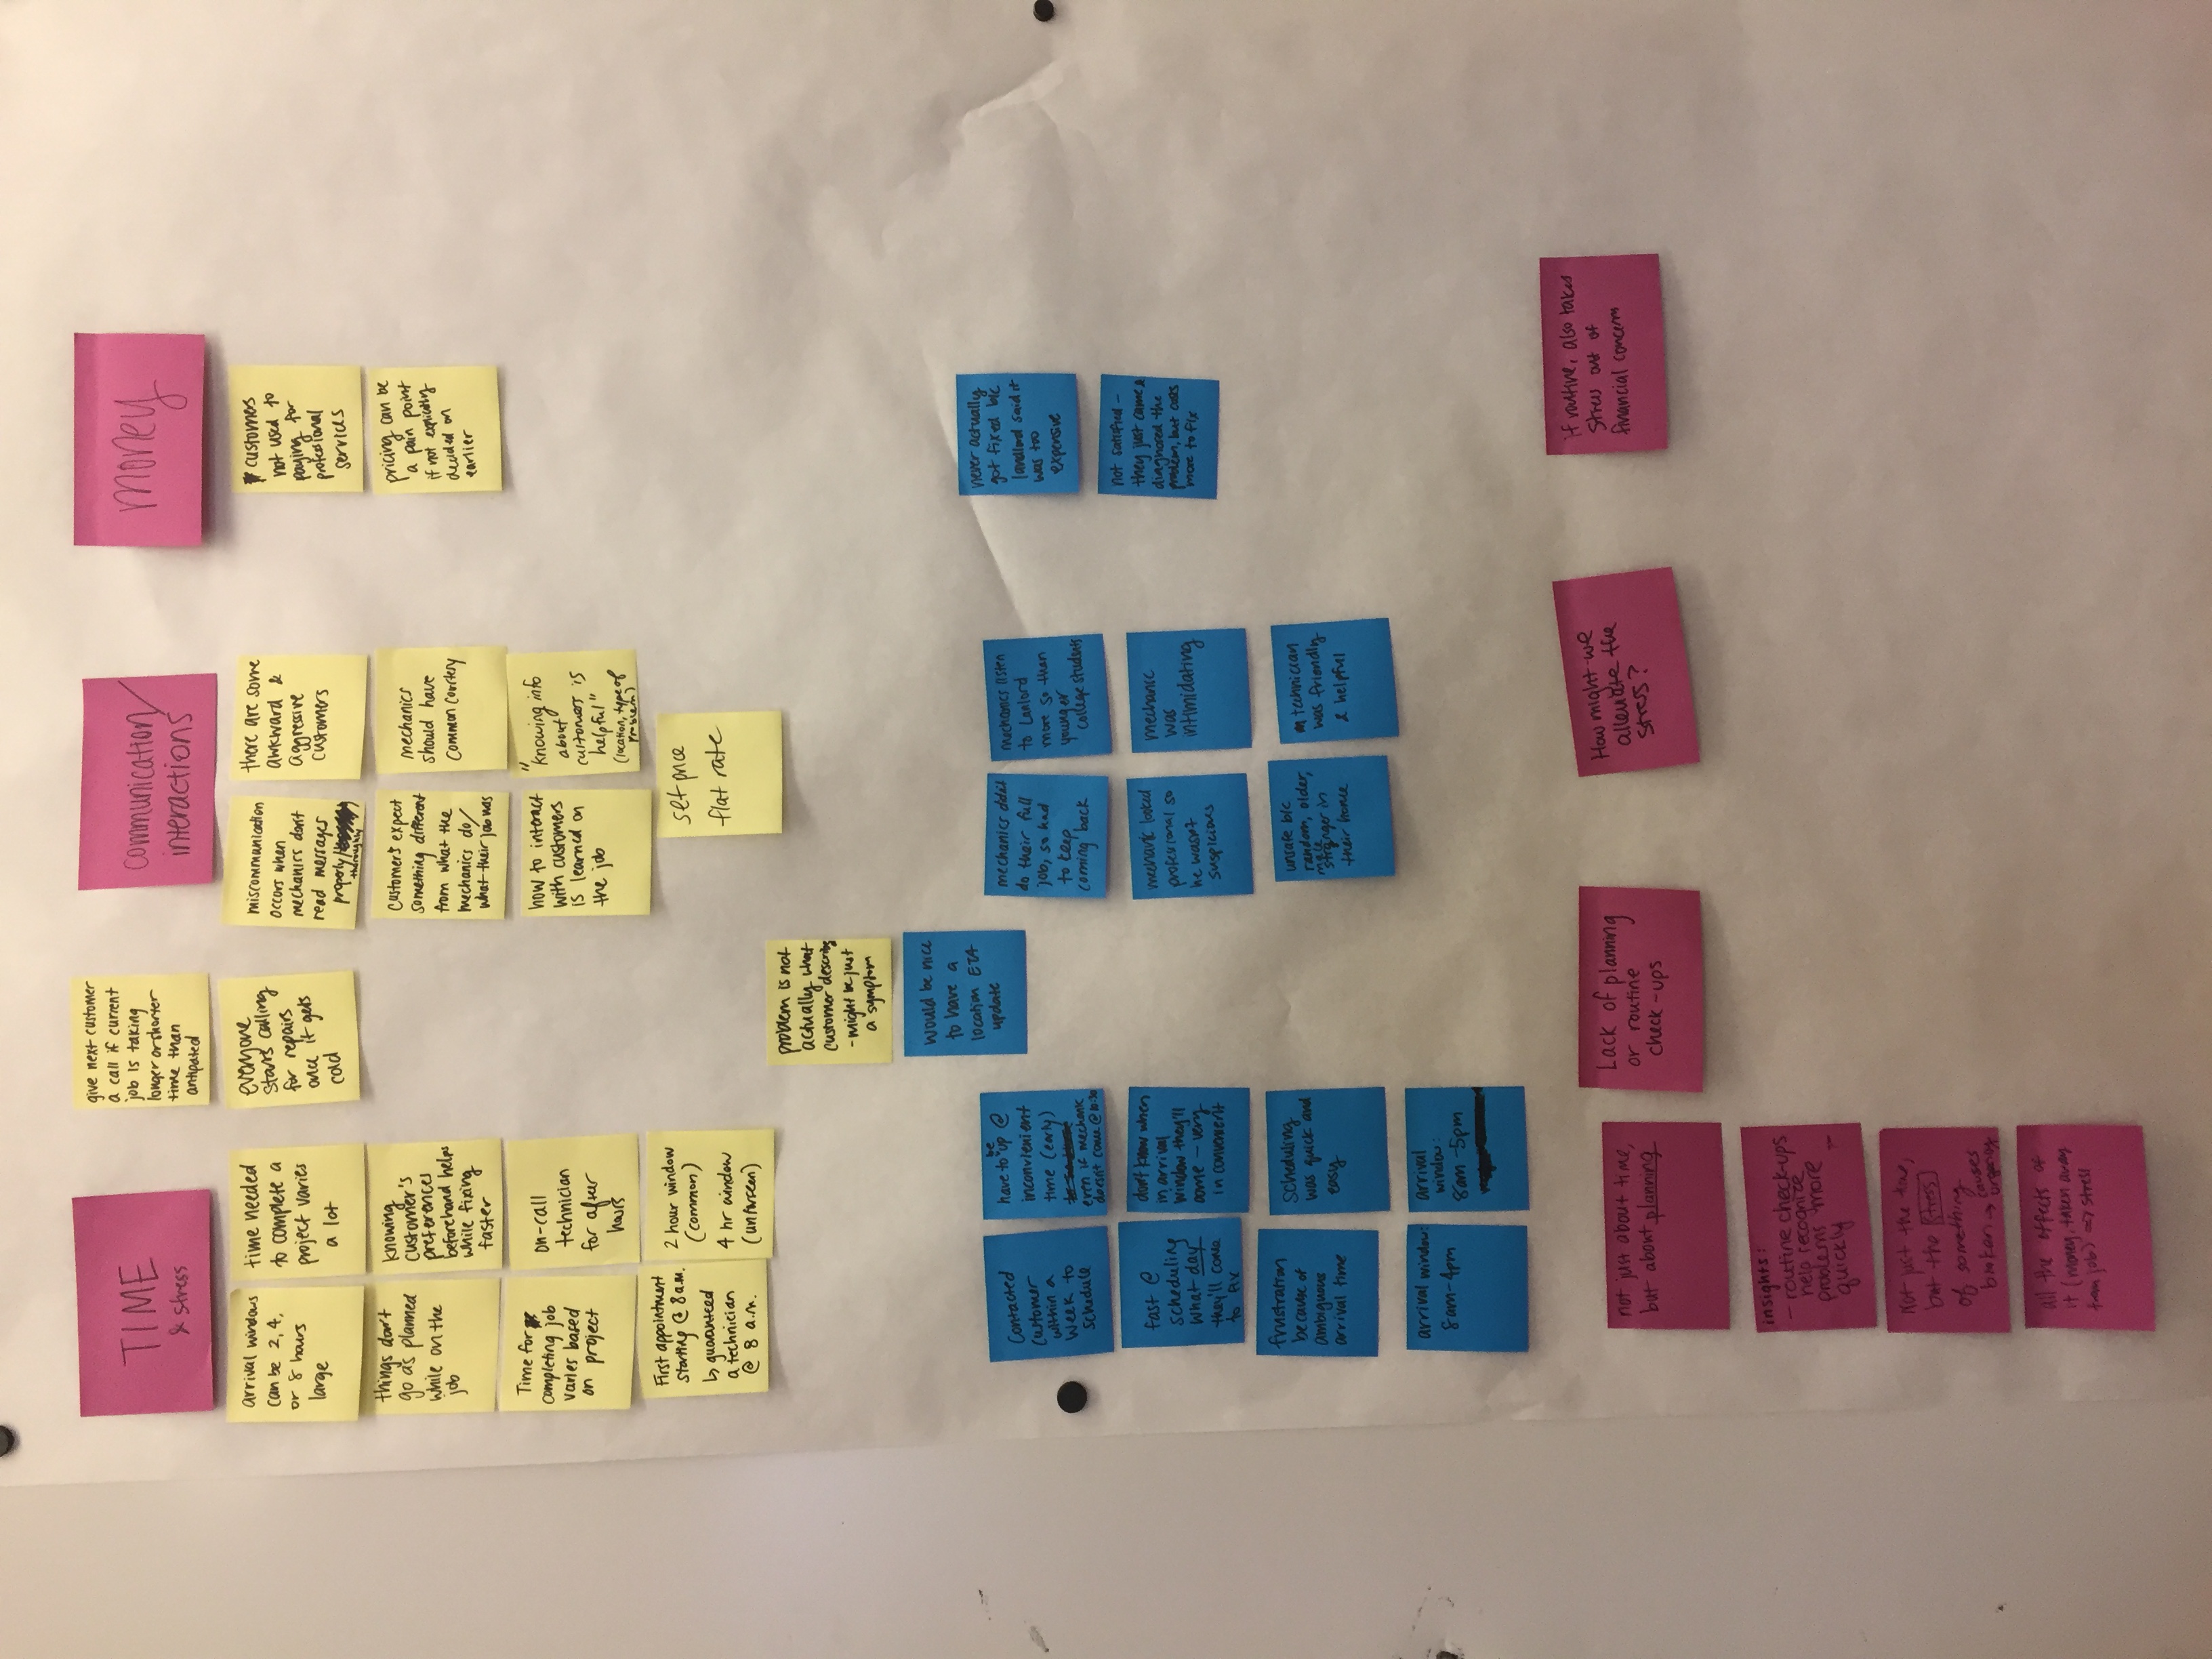 TIME
& stress
give next customer
a call if current
job is taking
longer or shorter
time than
antipated
communication/
interactions
money
arrival windows
can be 2, 4,
or 8 hours
large
time needed
to complete a
project varies
a lot
everyone
starts calling
for repairs
once it gets
cold
miscommunication
occurs when
mechanics don't
read messages
properly/
thoroughly
there are some
awkward &
aggressive
customers
customers
not used to
paying for
professional
services
things don't
go as planned
while on the
job
knowing
customer's
preferences
beforehand helps
while fixing
faster
customer's expect
something different
from what the
mechanics do/
what their job was
mechanics
should have
common courtesy
pricing can be
a pain point
if not explicitly
decided on
earlier
Time for
completing job
varies based
on project
on-call
technician
for after
hours
how to interact
with customers
is learned on
the job
"knowing info
about
customers is
helpful"
(location, type of
problem)
First appointment
starting @ 8 a.m.
↳ guaranteed
a technician
@ 8 a.m.
2 hour window
(common)
4 hr window
(unforseen)
set price
flat rate
problem is not
actually what
customer describes
- might be just
a symptom
would be nice
to have a
location ETA
update
Contacted
customer
within a
week to
schedule
have to be up @
inconvienient
time (early)
even if mechanic
doesn't come @ 10:30
mechanics didn't
do their full
job, so had
to keep
coming back
mechanics listen
to Lanlord
more so than
younger
college students
never actually
got fixed b/c
landlord said it
was too
expensive
fast @
scheduling
what day
they'll come
to fix
don't know when
in arrival
window they'll
come - very
in convenient
mechanic looked
professional so
he wasn't
suspicious
mechanic
was
intimidating
not satisfied -
they just came &
diagnosed the
problem, but costs
more to fix
frustration
because of
ambiguous
arrival time
scheduling
was quick and
easy
unsafe b/c
random, older,
male
stranger in
their home
technician
was friendly
& helpful
arrival window:
8am-4pm
arrival
window:
8am-5pm
not just about time,
but about planning
Lack of planning
or routine
check-ups
How might we
alleviate the
stress?
if routine, also takes
stress out of
financial concerns
insights:
- routine check-ups
help recognize
problems more
quickly
Not just the time,
but the stress
of something
broken → causes
urgency
all the effects of
it (money, taken away
from job) => stress